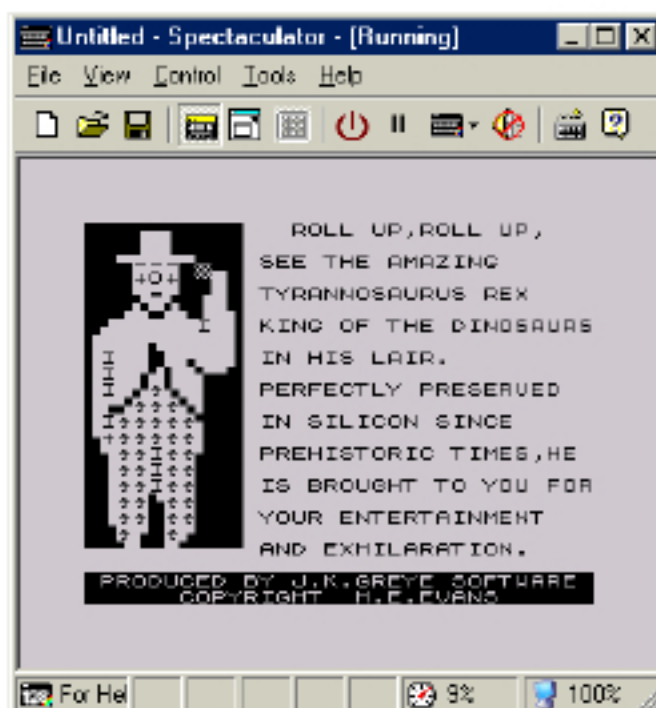 Untitled - Spectaculator - [Running]
File View Control Tools Help
ROLL UP,ROLL UP,
SEE THE AMAZING
TYRANNOSAURUS REX
KING OF THE DINOSAURS
IN HIS LAIR.
PERFECTLY PRESERVED
IN SILICON SINCE
PREHISTORIC TIMES,HE
IS BROUGHT TO YOU FOR
YOUR ENTERTAINMENT
AND EXHILARATION.
PRODUCED BY J.K.GREYE SOFTWARE
COPYRIGHT M.E.EVANS
For Hel 9% 100%